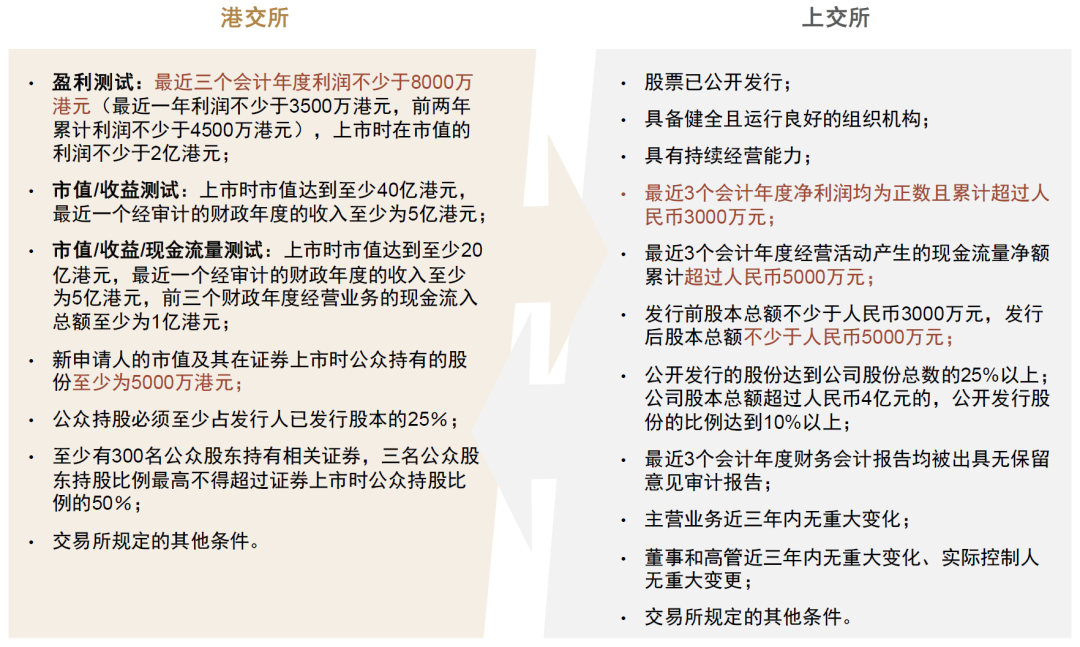 港交所
• 盈利测试：最近三个会计年度利润不少于8000万
港元（最近一年利润不少于3500万港元，前两年
累计利润不少于4500万港元），上市时在市值的
利润不少于2亿港元；
• 市值/收益测试：上市时市值达到至少40亿港元，
最近一个经审计的财政年度的收入至少为5亿港元；
• 市值/收益/现金流量测试：上市时市值达到至少20
亿港元，最近一个经审计的财政年度的收入至少
为5亿港元，前三个财政年度经营业务的现金流入
总额至少为1亿港元；
• 新申请人的市值及其在证券上市时公众持有的股
份至少为5000万港元；
• 公众持股必须至少占发行人已发行股本的25%；
• 至少有300名公众股东持有相关证券，三名公众股
东持股比例最高不得超过证券上市时公众持股比
例的50%；
• 交易所规定的其他条件。
上交所
• 股票已公开发行；
• 具备健全且运行良好的组织机构；
• 具有持续经营能力；
• 最近3个会计年度净利润均为正数且累计超过人
民币3000万元；
• 最近3个会计年度经营活动产生的现金流量净额
累计超过人民币5000万元；
• 发行前股本总额不少于人民币3000万元，发行
后股本总额不少于人民币5000万元；
• 公开发行的股份达到公司股份总数的25%以上；
公司股本总额超过人民币4亿元的，公开发行股
份的比例达到10%以上；
• 最近3个会计年度财务会计报告均被出具无保留
意见审计报告；
• 主营业务近三年内无重大变化；
• 董事和高管近三年内无重大变化、实际控制人
无重大变更；
• 交易所规定的其他条件。